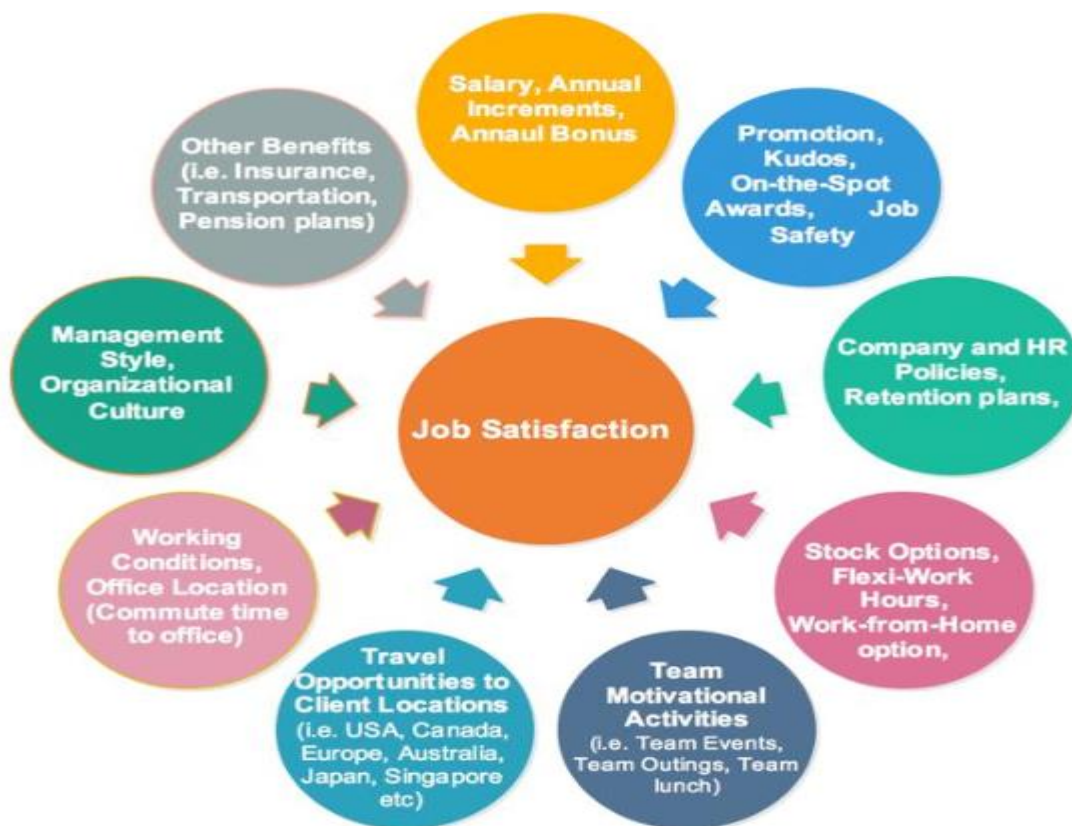 Salary, Annual
Increments,
Annaul Bonus
Promotion,
Kudos,
On-the-Spot
Awards, Job
Safety
Company and HR
Policies,
Retention plans,
Stock Options,
Flexi-Work
Hours,
Work-from-Home
option,
Team
Motivational
Activities
(i.e. Team Events,
Team Outings, Team
lunch)
Travel
Opportunities to
Client Locations
(i.e. USA, Canada,
Europe, Australia,
Japan, Singapore
etc)
Working
Conditions,
Office Location
(Commute time
to office)
Management
Style,
Organizational
Culture
Other Benefits
(i.e. Insurance,
Transportation,
Pension plans)
Job Satisfaction